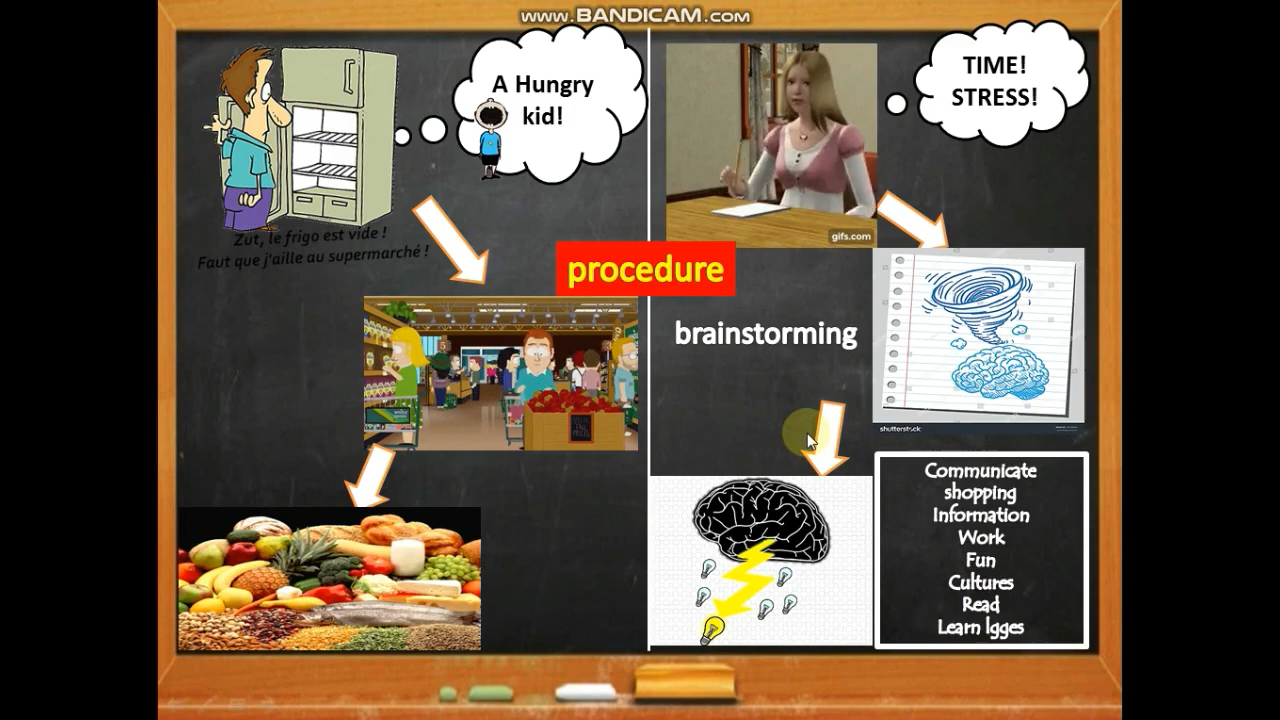 www.BANDICAM.com
A Hungry
kid!
TIME!
STRESS!
gifs.com
Zut, le frigo est vide !
Faut que j'aille au supermarché !
procedure
brainstorming
shutterstock
Communicate
shopping
Information
Work
Fun
Cultures
Read
Learn lgges